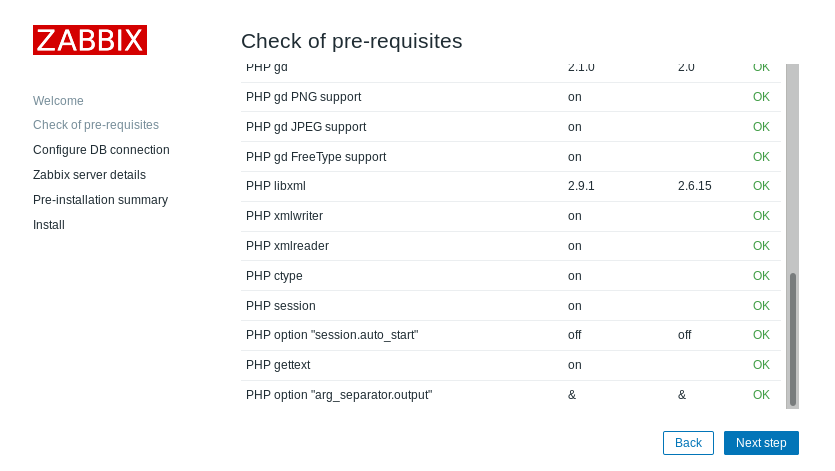 ZABBIX
Welcome
Check of pre-requisites
Configure DB connection
Zabbix server details
Pre-installation summary
Install
Check of pre-requisites
PHP gd 2.1.0 2.0 OK
PHP gd PNG support on OK
PHP gd JPEG support on OK
PHP gd FreeType support on OK
PHP libxml 2.9.1 2.6.15 OK
PHP xmlwriter on OK
PHP xmlreader on OK
PHP ctype on OK
PHP session on OK
PHP option "session.auto_start" off off OK
PHP gettext on OK
PHP option "arg_separator.output" & & OK
Back Next step